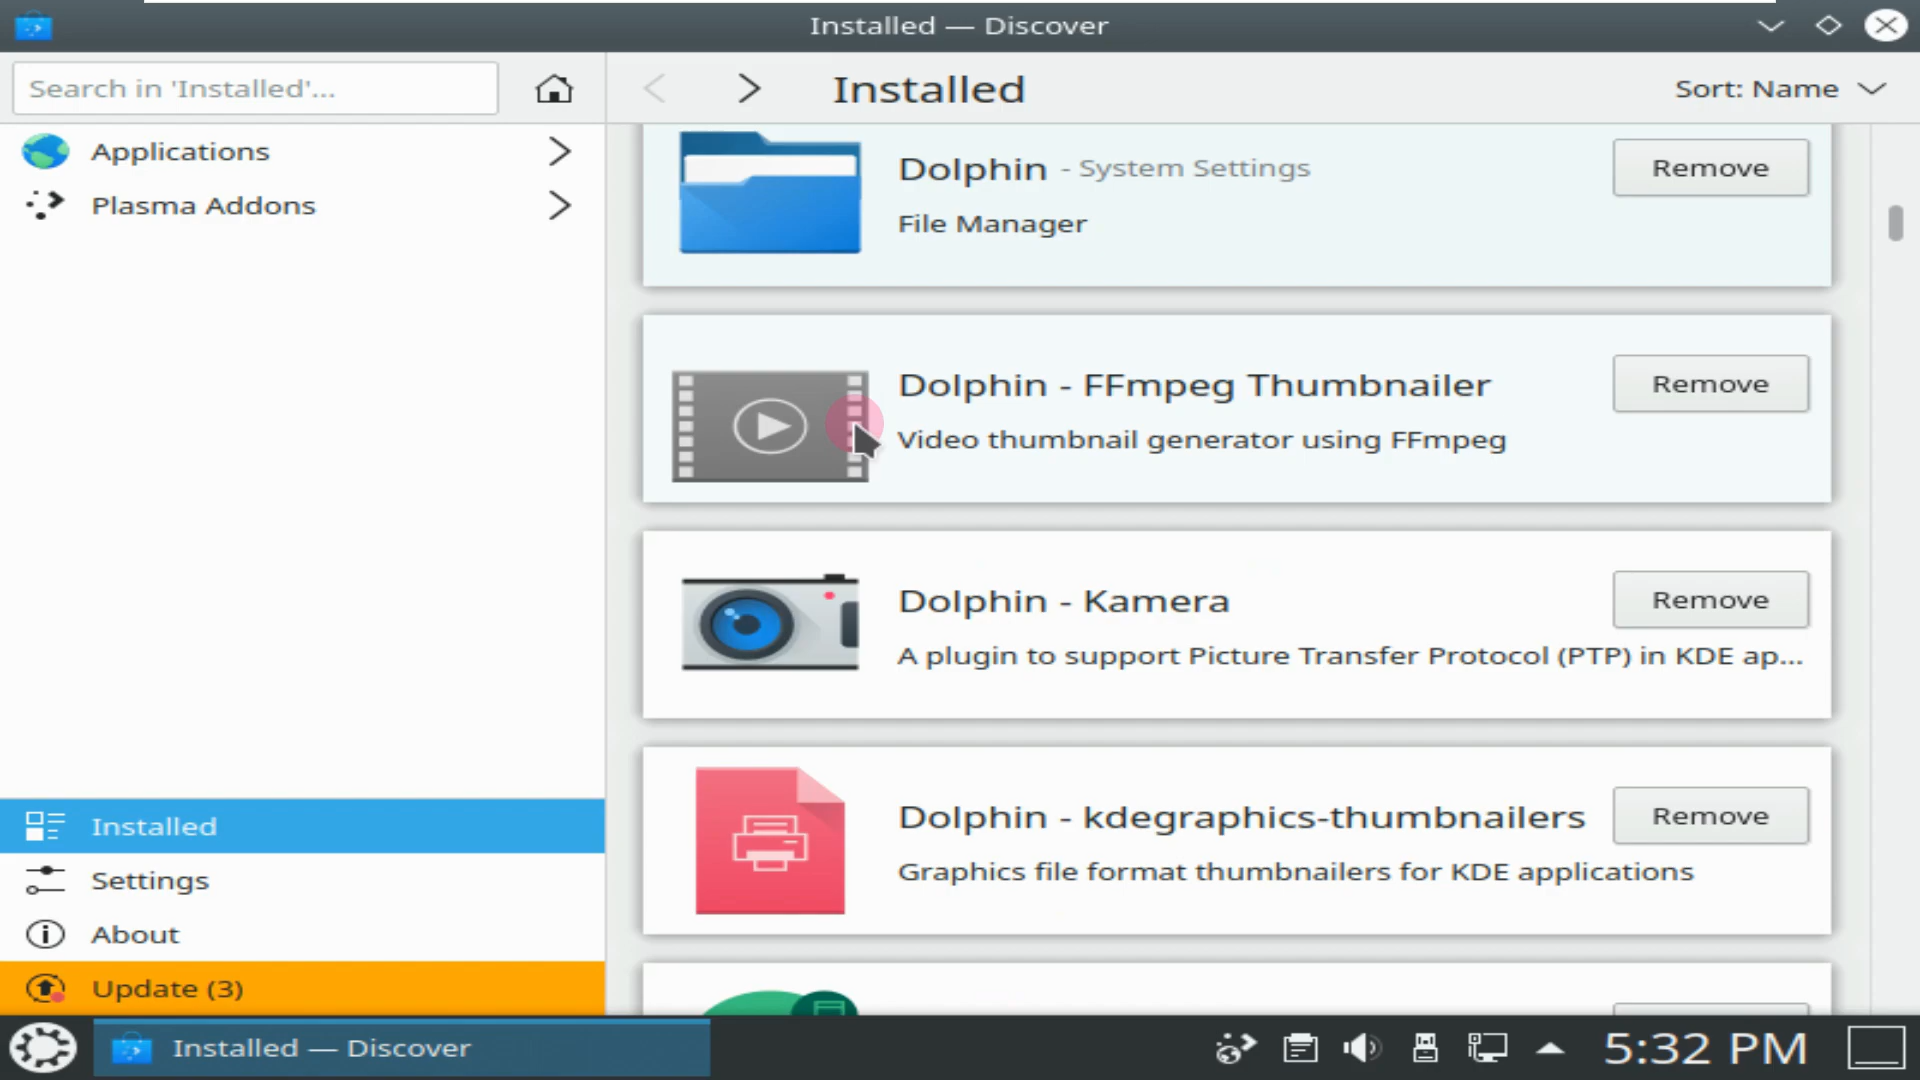 Installed — Discover
Search in 'Installed'...
Installed
Sort: Name
Applications
Plasma Addons
Installed
Settings
About
Update (3)
Dolphin - System Settings
File Manager
Remove
Dolphin - FFmpeg Thumbnailer
Video thumbnail generator using FFmpeg
Remove
Dolphin - Kamera
A plugin to support Picture Transfer Protocol (PTP) in KDE ap...
Remove
Dolphin - kdegraphics-thumbnailers
Graphics file format thumbnailers for KDE applications
Remove
Installed — Discover
5:32 PM